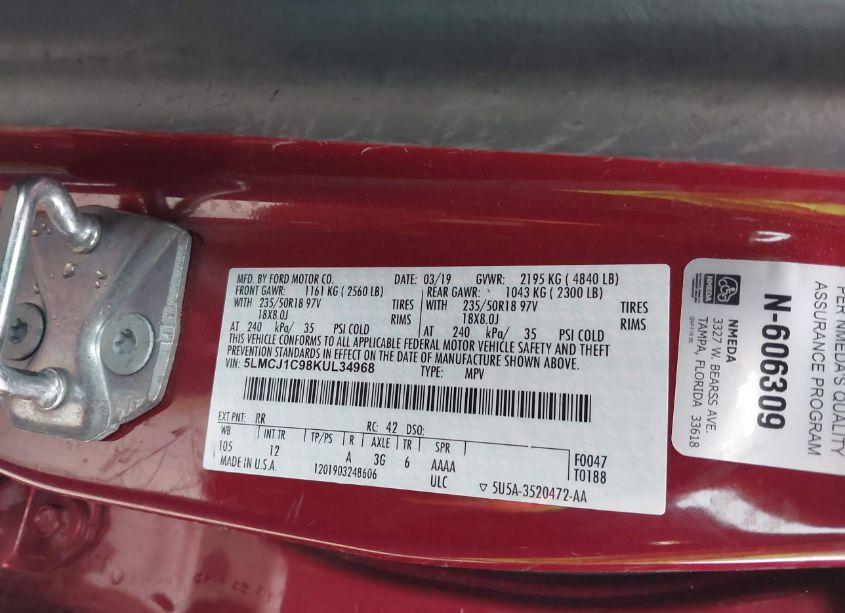 MFD. BY FORD MOTOR CO. DATE: 03/19 GVWR: 2195 KG ( 4840 LB)
FRONT GAWR: 1161 KG ( 2560 LB) REAR GAWR: 1043 KG ( 2300 LB)
WITH 235/50R18 97V TIRES WITH 235/50R18 97V TIRES
18X8.0J RIMS 18X8.0J RIMS
AT 240 kPa/ 35 PSI COLD AT 240 kPa/ 35 PSI COLD
THIS VEHICLE CONFORMS TO ALL APPLICABLE FEDERAL MOTOR VEHICLE SAFETY AND THEFT
PREVENTION STANDARDS IN EFFECT ON THE DATE OF MANUFACTURE SHOWN ABOVE.
VIN: 5LMCJ1C98KUL34968 TYPE: MPV
EXT PNT: RR RC: 42 DSO:
WB INT TR TP/PS R AXLE TR SPR
105 12 A 3G 6 AAAA F0047
MADE IN U.S.A. 1201903248606 ULC T0188
▽ 5U5A-3520472-AA
NMEDA
NMEDA
3327 W. BEARSS AVE.
TAMPA, FLORIDA 33618
N-606309
PER NMEDA'S QUALITY
ASSURANCE PROGRAM